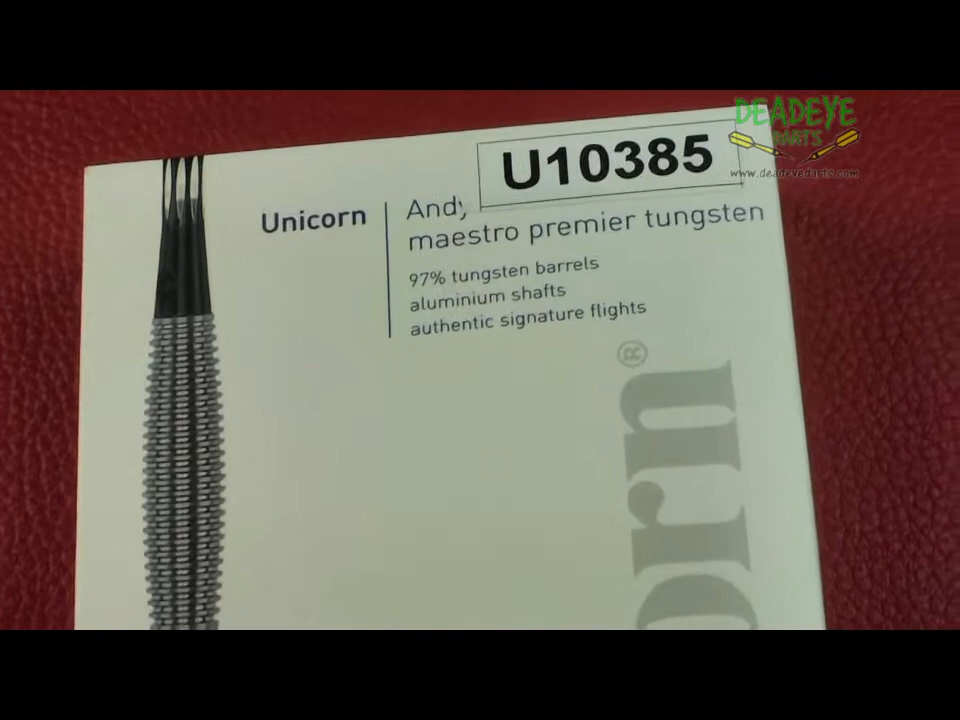 DEADEYE
DARTS
www.deadeyedarts.com
U10385
Unicorn
Andy
maestro premier tungsten
97% tungsten barrels
aluminium shafts
authentic signature flights
®